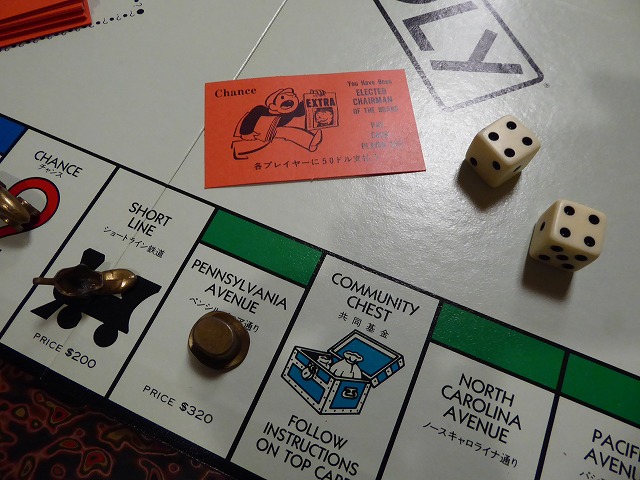 OLY
Chance
You Have Been
ELECTED
CHAIRMAN
OF THE BOARD
EXTRA
PAY
EACH
各プレイヤーに50ドル支払
CHANCE
チャンス
SHORT
LINE
ショートライン鉄道
PRICE $200
PENNSYLVANIA
AVENUE
PRICE $320
COMMUNITY
CHEST
共同基金
FOLLOW
INSTRUCTIONS
ON TOP CARD
NORTH
CAROLINA
AVENUE
ノースキャロライナ通り
PACIFIC
AVENUE